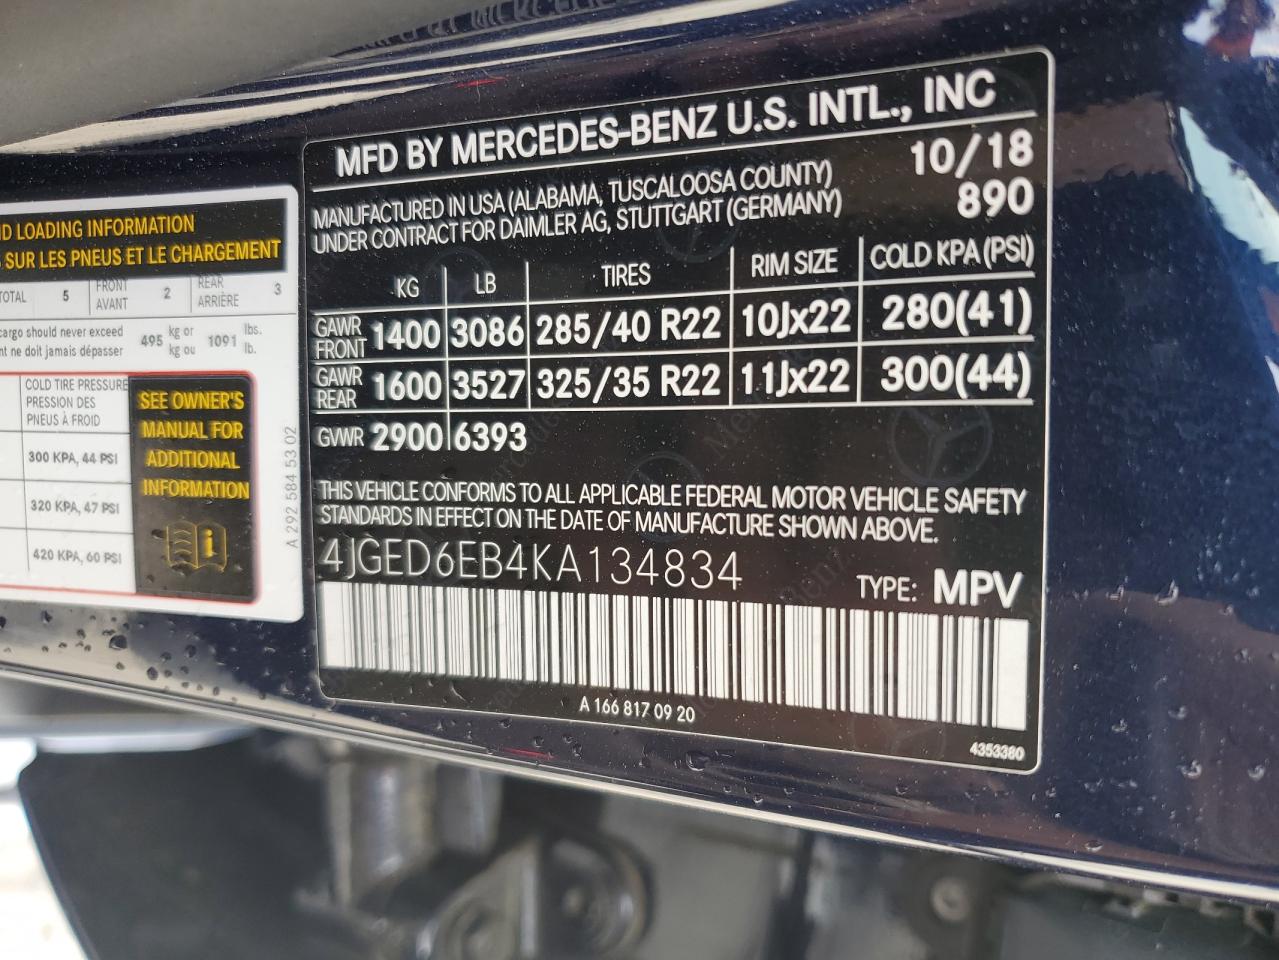 MFD BY MERCEDES-BENZ U.S. INTL., INC
10/18
MANUFACTURED IN USA (ALABAMA, TUSCALOOSA COUNTY)
UNDER CONTRACT FOR DAIMLER AG, STUTTGART (GERMANY)
890
KG LB TIRES RIM SIZE COLD KPA (PSI)
GAWR FRONT 1400 3086 285/40 R22 10Jx22 280(41)
GAWR REAR 1600 3527 325/35 R22 11Jx22 300(44)
GVWR 2900 6393
THIS VEHICLE CONFORMS TO ALL APPLICABLE FEDERAL MOTOR VEHICLE SAFETY
STANDARDS IN EFFECT ON THE DATE OF MANUFACTURE SHOWN ABOVE.
4JGED6EB4KA134834
TYPE: MPV
A 166 817 09 20
4353380
LOADING INFORMATION
SUR LES PNEUS ET LE CHARGEMENT
TOTAL 5 FRONT AVANT 2 REAR ARRIÈRE 3
cargo should never exceed 495 kg or 1091 lbs.
ne doit jamais dépasser kg ou lb.
COLD TIRE PRESSURE
PRESSION DES
PNEUS À FROID
300 KPA, 44 PSI
320 KPA, 47 PSI
420 KPA, 60 PSI
SEE OWNER'S
MANUAL FOR
ADDITIONAL
INFORMATION
A 292 584 53 02